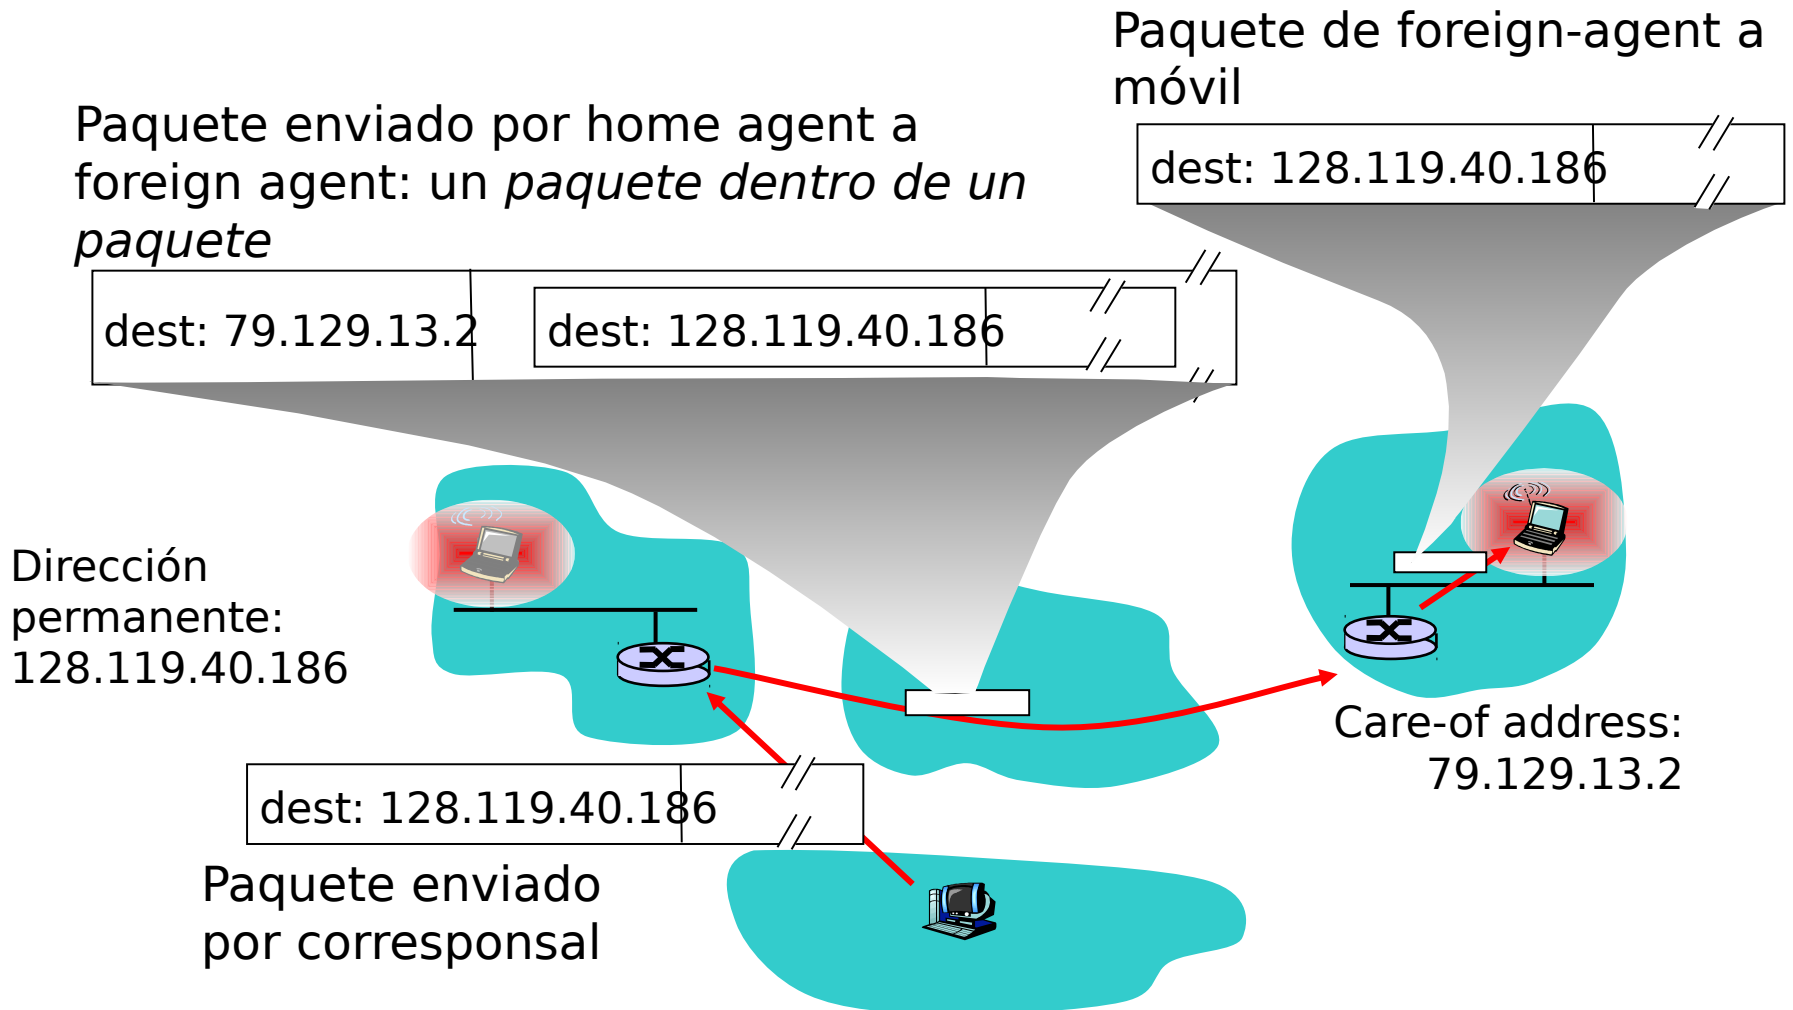 Paquete de foreign-agent a
móvil
dest: 128.119.40.186
Paquete enviado por home agent a
foreign agent: un paquete dentro de un
paquete
dest: 79.129.13.2
dest: 128.119.40.186
Dirección
permanente:
128.119.40.186
Care-of address:
79.129.13.2
dest: 128.119.40.186
Paquete enviado
por corresponsal